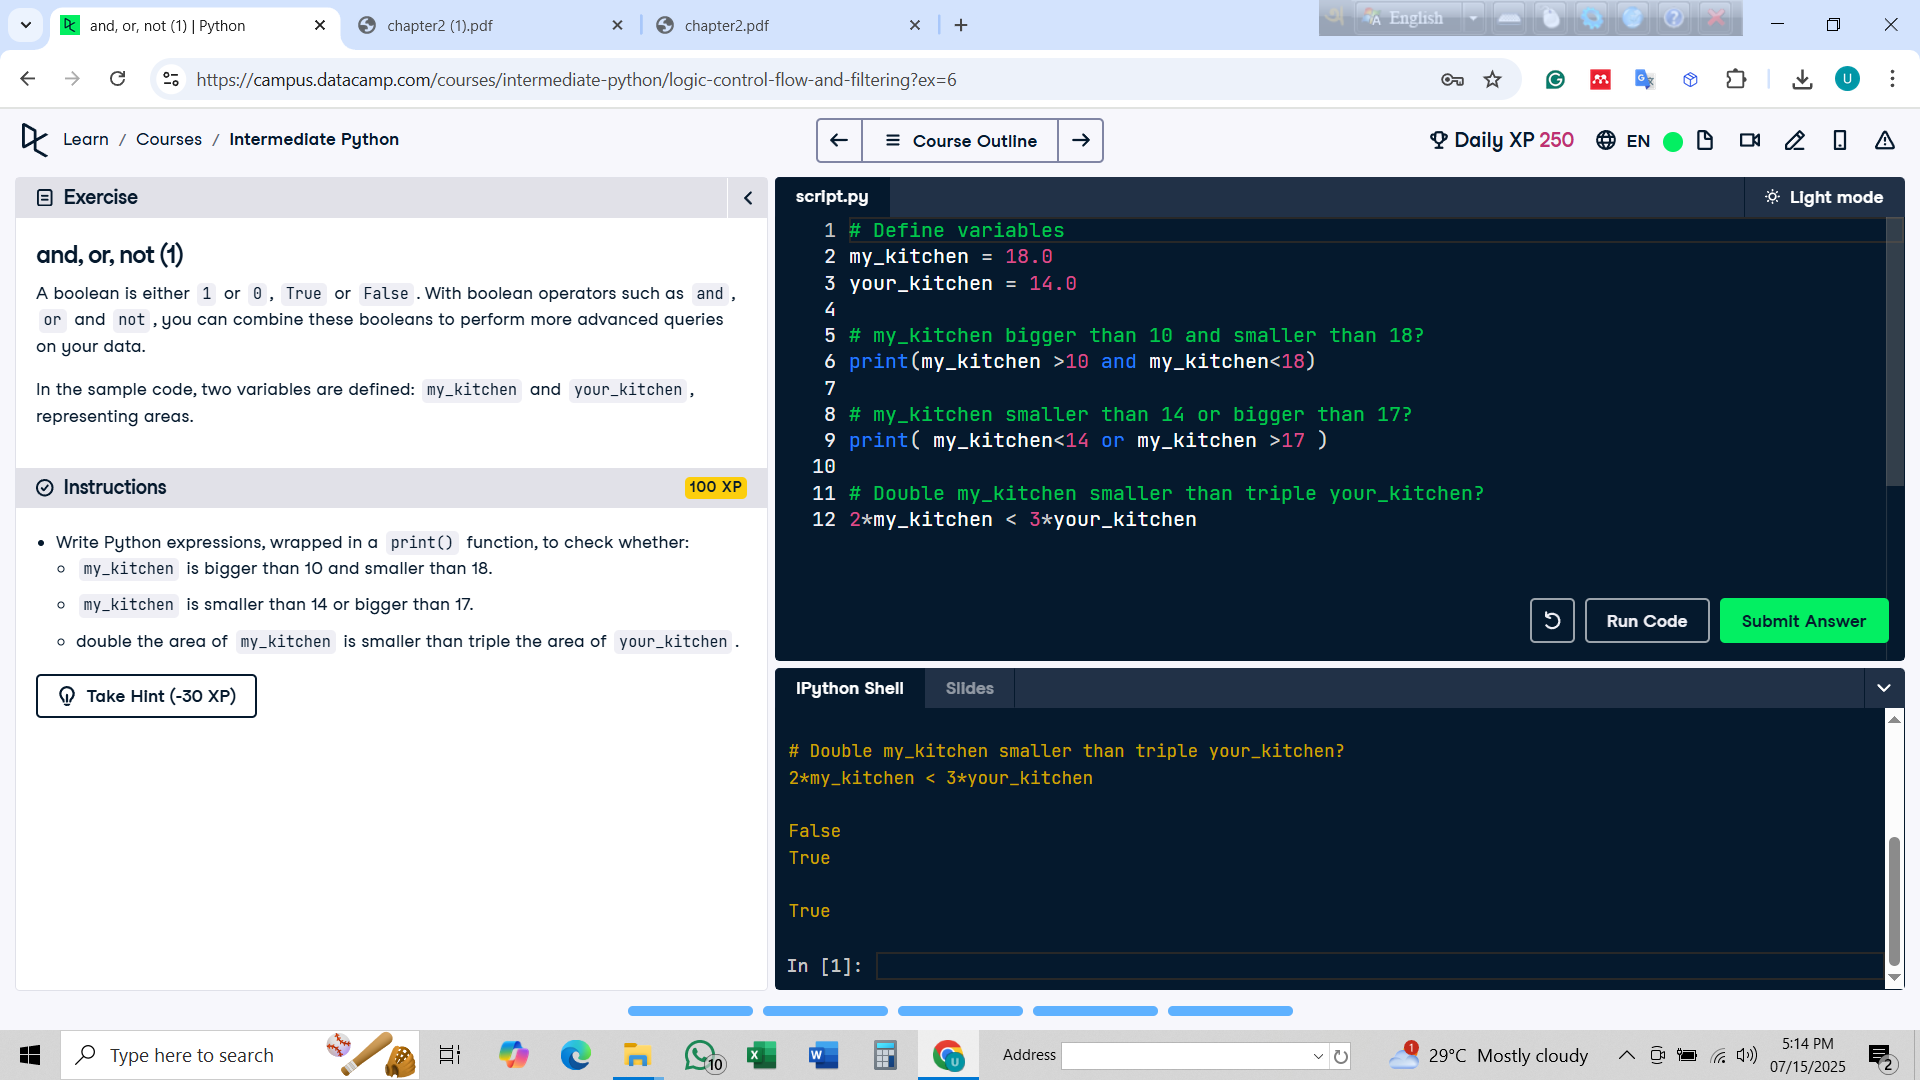 and, or, not (1) | Python
chapter2 (1).pdf
chapter2.pdf
English
https://campus.datacamp.com/courses/intermediate-python/logic-control-flow-and-filtering?ex=6
U
Learn / Courses / Intermediate Python
Course Outline
Daily XP 250
EN
Exercise
and, or, not (1)
A boolean is either 1 or 0, True or False. With boolean operators such as and,
or and not, you can combine these booleans to perform more advanced queries
on your data.
In the sample code, two variables are defined: my_kitchen and your_kitchen,
representing areas.
Instructions
100 XP
Write Python expressions, wrapped in a print() function, to check whether:
my_kitchen is bigger than 10 and smaller than 18.
my_kitchen is smaller than 14 or bigger than 17.
double the area of my_kitchen is smaller than triple the area of your_kitchen.
Take Hint (-30 XP)
script.py
Light mode
1 # Define variables
2 my_kitchen = 18.0
3 your_kitchen = 14.0
4
5 # my_kitchen bigger than 10 and smaller than 18?
6 print(my_kitchen >10 and my_kitchen<18)
7
8 # my_kitchen smaller than 14 or bigger than 17?
9 print( my_kitchen<14 or my_kitchen >17 )
10
11 # Double my_kitchen smaller than triple your_kitchen?
12 2*my_kitchen < 3*your_kitchen
Run Code
Submit Answer
IPython Shell
Slides
# Double my_kitchen smaller than triple your_kitchen?
2*my_kitchen < 3*your_kitchen
False
True
True
In [1]:
Type here to search
10
Address
1
29°C Mostly cloudy
5:14 PM
07/15/2025
2